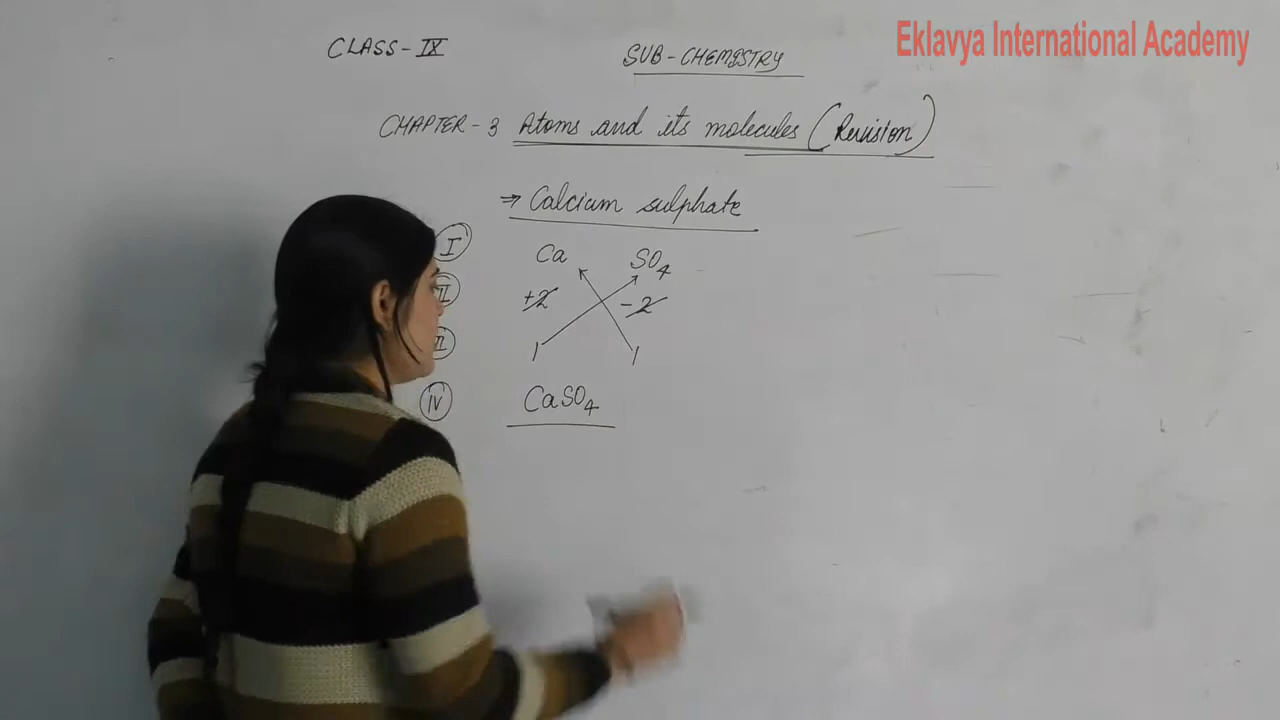 Eklavya International Academy
CLASS-IX
SUB-CHEMISTRY
CHAPTER-3 Atoms and its molecules (Revision)
⇒ Calcium sulphate
I Ca SO4
II +2 -2
1 1
IV CaSO4